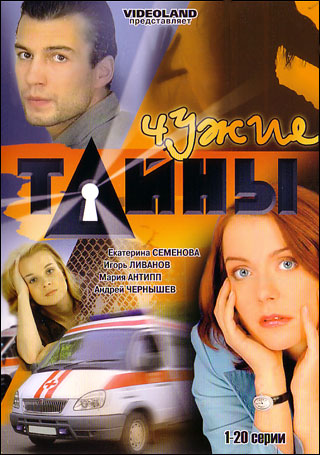 VIDEOLAND
представляет
чужие
ТАЙНЫ
Екатерина СЕМЕНОВА
Игорь ЛИВАНОВ
Мария АНТИПП
Андрей ЧЕРНЫШЕВ
1-20 серии